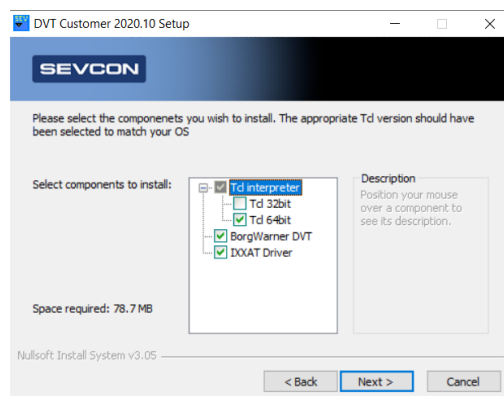 SEV
DVT Customer 2020.10 Setup
SEVCON
Please select the componenets you wish to install. The appropriate Tcl version should have
been selected to match your OS
Select components to install:
Tcl interpreter
Tcl 32bit
Tcl 64bit
BorgWarner DVT
IXXAT Driver
Description
Position your mouse
over a component to
see its description.
Space required: 78.7 MB
Nullsoft Install System v3.05
< Back
Next >
Cancel